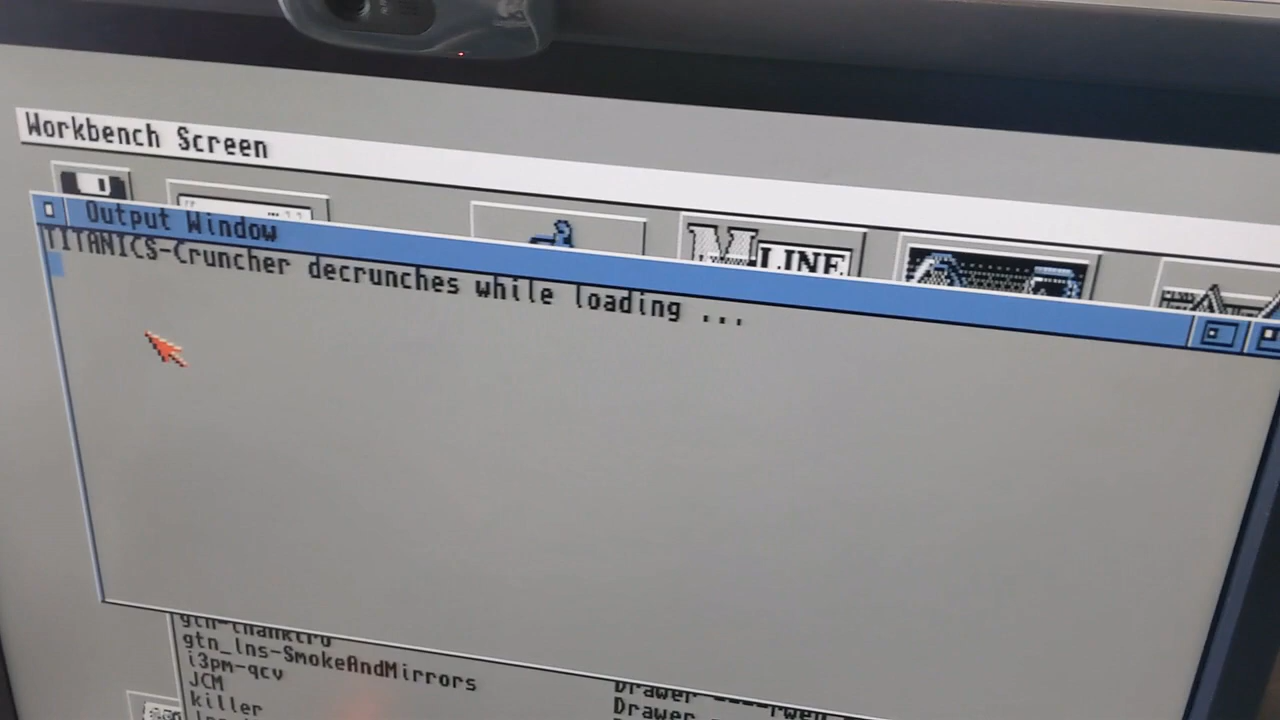 Workbench Screen
Output Window
LINE
TITANICS-Cruncher decrunches while loading ...
gtn_lns-SmokeAndMirrors
i3pm-qcv
JCM
killer
Drawer
Drawer